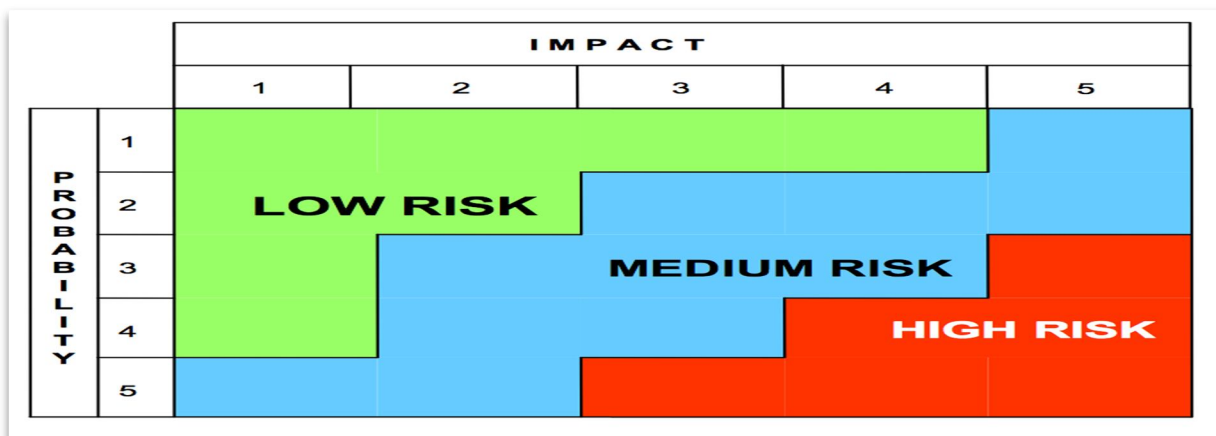 IMPACT
1 2 3 4 5
PROBABILITY
1
2
3
4
5
LOW RISK
MEDIUM RISK
HIGH RISK